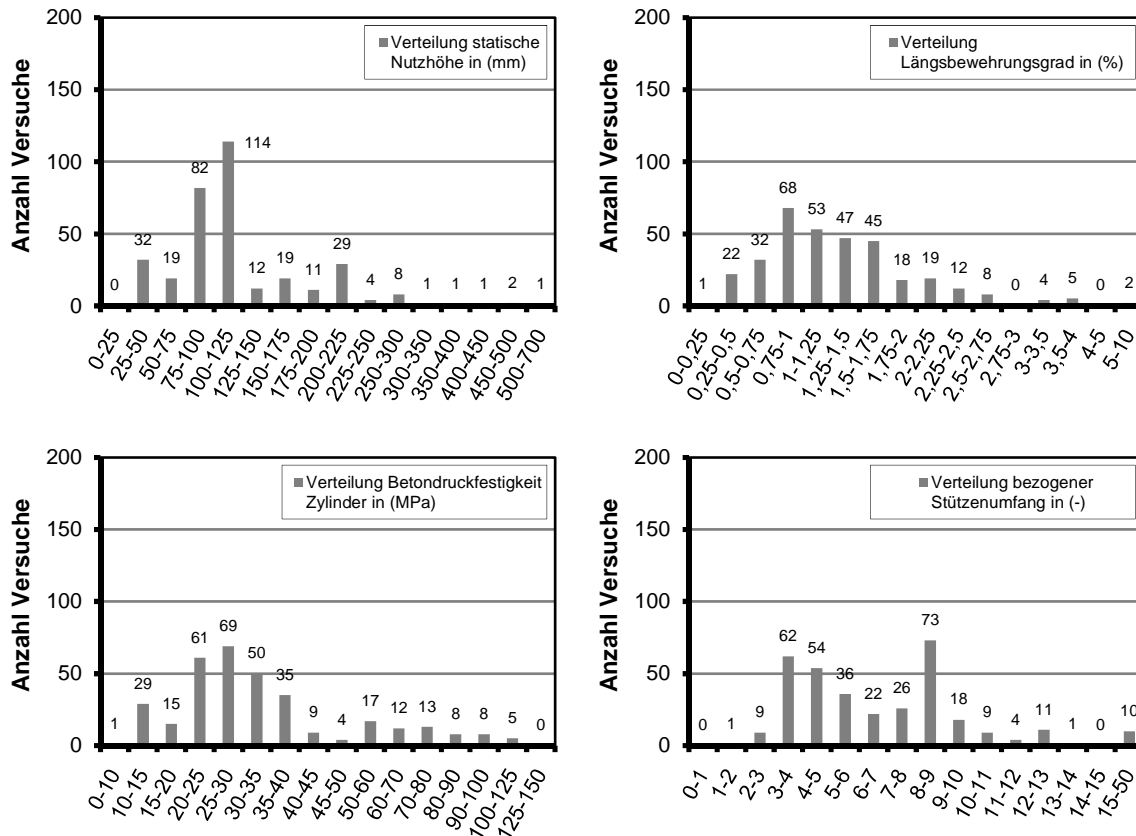 Anzahl Versuche
200
150
100
50
0
Verteilung statische
Nutzhöhe in (mm)
0 32 19 82 114 12 19 11 29 4 8 1 1 1 2 1
0-25 25-50 50-75 75-100 100-125 125-150 150-175 175-200 200-225 225-250 250-300 300-350 350-400 400-450 450-500 500-700
Anzahl Versuche
200
150
100
50
0
Verteilung
Längsbewehrungsgrad in (%)
1 22 32 68 53 47 45 18 19 12 8 0 4 5 0 2
0-0,25 0,25-0,5 0,5-0,75 0,75-1 1-1,25 1,25-1,5 1,5-1,75 1,75-2 2-2,25 2,25-2,5 2,5-2,75 2,75-3 3-3,5 3,5-4 4-5 5-10
Anzahl Versuche
200
150
100
50
0
Verteilung Betondruckfestigkeit
Zylinder in (MPa)
1 29 15 61 69 50 35 9 4 17 12 13 8 8 5 0
0-10 10-15 15-20 20-25 25-30 30-35 35-40 40-45 45-50 50-60 60-70 70-80 80-90 90-100 100-125 125-150
Anzahl Versuche
200
150
100
50
0
Verteilung bezogener
Stützenumfang in (-)
0 1 9 62 54 36 22 26 73 18 9 4 11 1 0 10
0-1 1-2 2-3 3-4 4-5 5-6 6-7 7-8 8-9 9-10 10-11 11-12 12-13 13-14 14-15 15-50